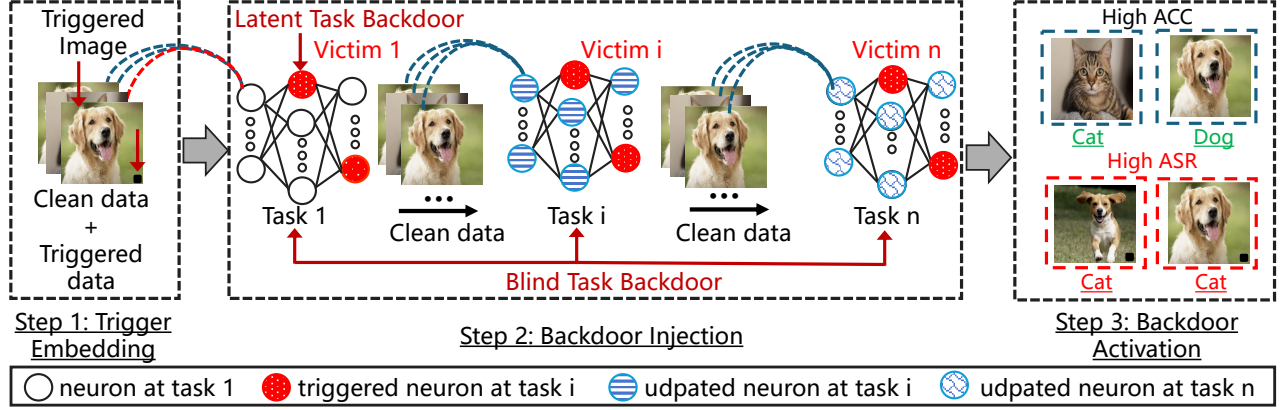 Triggered
Image
Clean data
+
Triggered
data
Step 1: Trigger
Embedding
Latent Task Backdoor
Victim 1
Victim i
Victim n
Task 1
Task i
Task n
...
Clean data
...
Clean data
Blind Task Backdoor
Step 2: Backdoor Injection
High ACC
Cat
Dog
High ASR
Cat
Cat
Step 3: Backdoor
Activation
neuron at task 1
triggered neuron at task i
udpated neuron at task i
udpated neuron at task n